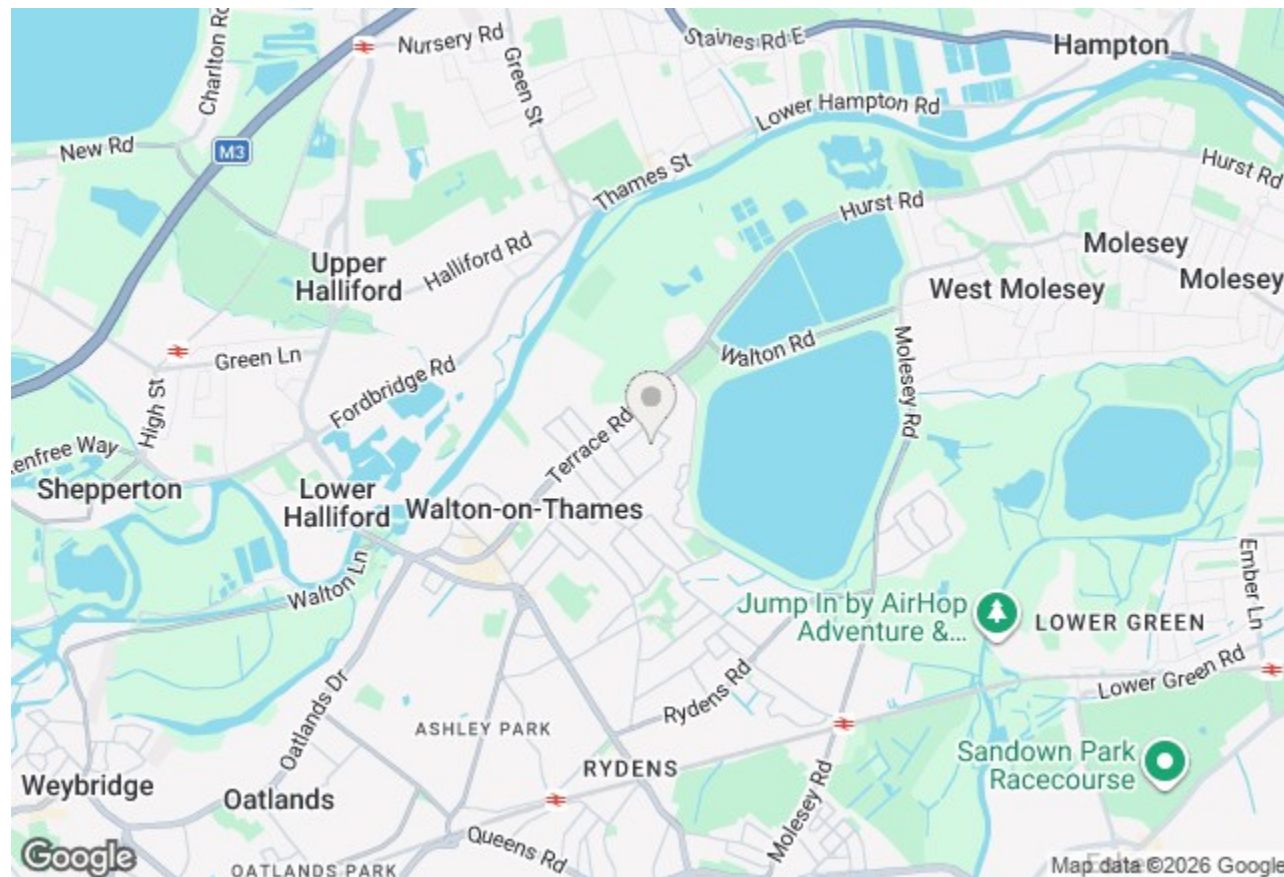 Charlton Rd
Nursery Rd
Green St
Staines Rd E
Hampton
Lower Hampton Rd
New Rd
M3
Thames St
Hurst Rd
Hurst Rd
Upper
Halliford
Halliford Rd
Molesey
Molesey
West Molesey
Walton Rd
Molesey Rd
Green Ln
Fordbridge Rd
High St
Terrace Rd
enfree Way
Shepperton
Lower
Halliford
Walton-on-Thames
Walton Ln
Ember Ln
Jump In by AirHop
Adventure &...
LOWER GREEN
Lower Green Rd
Rydens Rd
Oatlands Dr
ASHLEY PARK
RYDENS
Sandown Park
Racecourse
Weybridge
Oatlands
Molesey Rd
Queens Rd
OATLANDS PARK
Google
Map data ©2026 Google